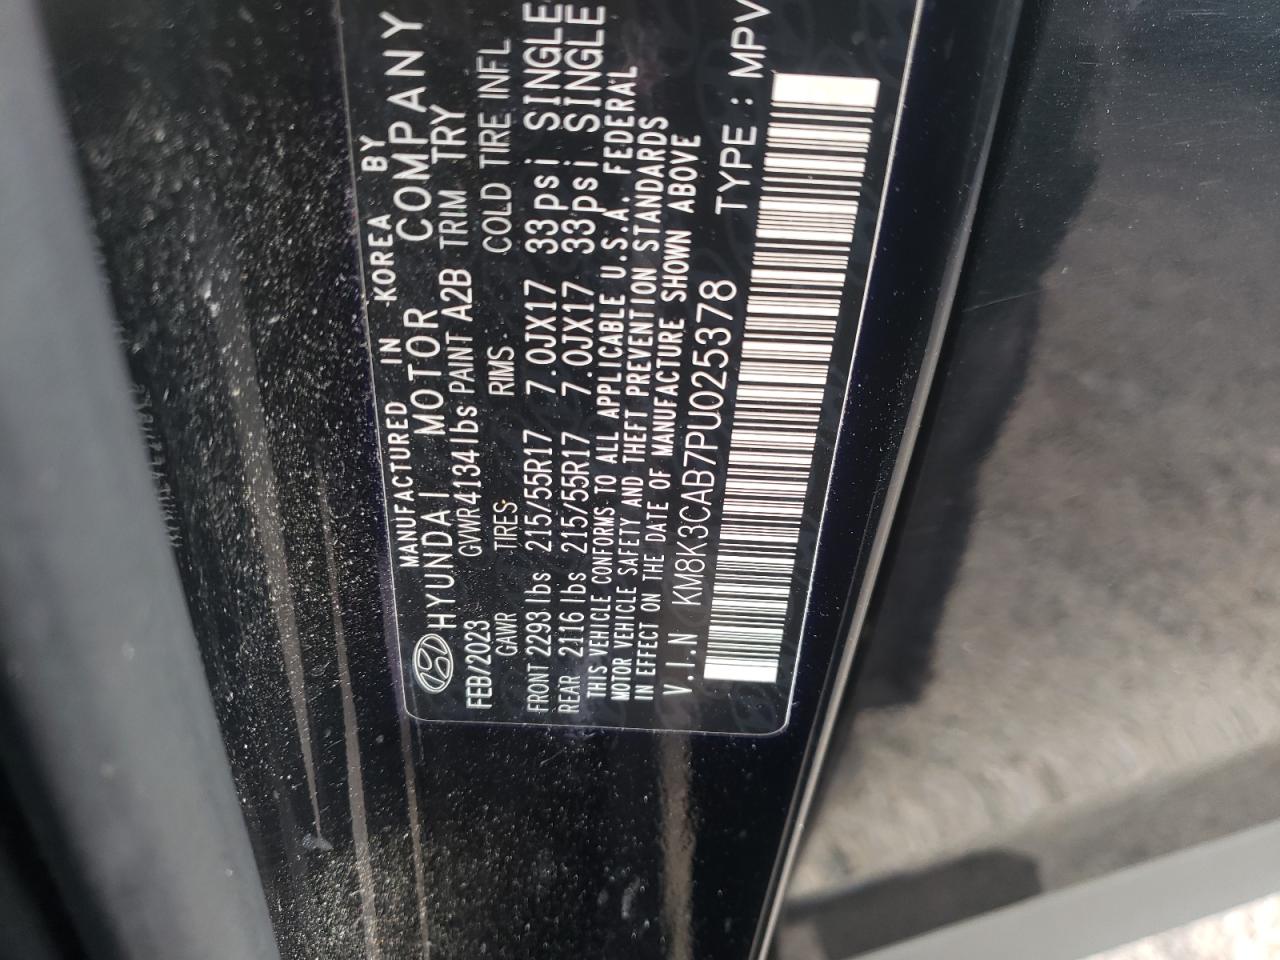 MANUFACTURED IN KOREA BY
HYUNDAI MOTOR COMPANY
FEB/2023 GVWR 4134 lbs PAINT A2B TRIM TRY
GAWR TIRES RIMS COLD TIRE INFL
FRONT 2293 lbs 215/55R17 7.0JX17 33psi SINGLE
REAR 2116 lbs 215/55R17 7.0JX17 33psi SINGLE
THIS VEHICLE CONFORMS TO ALL APPLICABLE U.S.A. FEDERAL
MOTOR VEHICLE SAFETY AND THEFT PREVENTION STANDARDS
IN EFFECT ON THE DATE OF MANUFACTURE SHOWN ABOVE
V.I.N KM8K3CAB7PU025378 TYPE : MPV